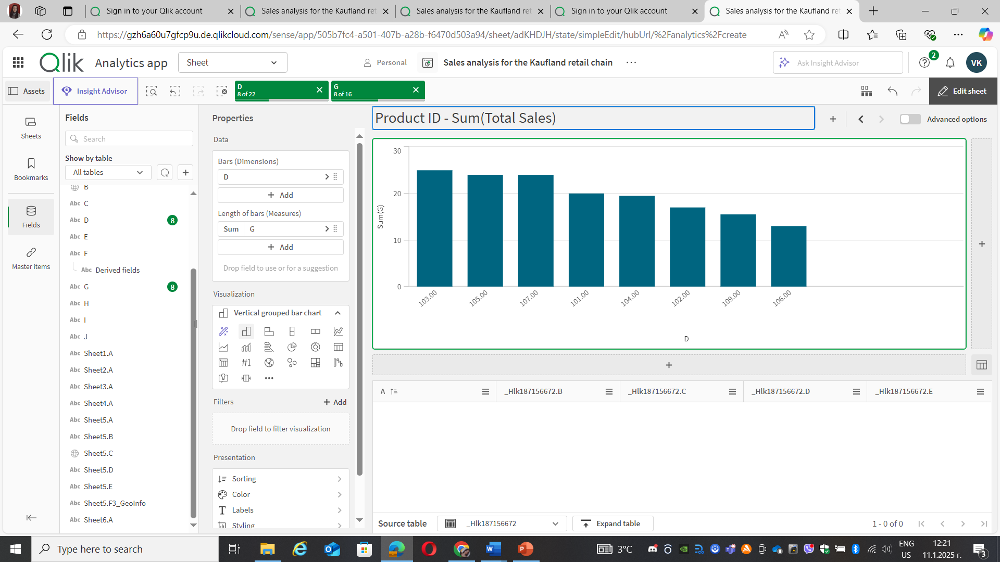 Sign in to your Qlik account
Sales analysis for the Kaufland ret
Sales analysis for the Kaufland ret
Sign in to your Qlik account
Sales analysis for the Kaufland ret
https://gzh6a60u7gfcp9u.de.qlikcloud.com/sense/app/505b7fc4-a501-407b-a28b-f6470d503a94/sheet/adKHDJH/state/simpleEdit/hubUrl/%2Fanalytics%2Fcreate
Qlik
Analytics app
Sheet
Personal
Sales analysis for the Kaufland retail chain
Ask Insight Advisor
2
VK
Assets
Insight Advisor
D
8 of 22
G
8 of 16
Edit sheet
Sheets
Bookmarks
Fields
Master items
Fields
Search
Show by table
All tables
B
Abc C
Abc D 8
Abc E
Abc F
Abc Derived fields
Abc G 8
Abc H
Abc I
Abc J
Abc Sheet1.A
Abc Sheet2.A
Abc Sheet3.A
Abc Sheet4.A
Abc Sheet5.A
Abc Sheet5.B
Sheet5.C
Abc Sheet5.D
Abc Sheet5.E
Abc Sheet5.F3_GeoInfo
Abc Sheet6.A
Properties
Data
Bars (Dimensions)
D
+ Add
Length of bars (Measures)
Sum G
+ Add
Drop field to use or for a suggestion
Visualization
Vertical grouped bar chart
#1
Filters
+ Add
Drop field to filter visualization
Presentation
Sorting
Color
Labels
Styling
Product ID - Sum(Total Sales)
Advanced options
Sum(G)
30
20
10
0
103.00
105.00
107.00
101.00
104.00
102.00
109.00
106.00
D
A
_Hlk187156672.B
_Hlk187156672.C
_Hlk187156672.D
_Hlk187156672.E
Source table
_Hlk187156672
Expand table
1 - 0 of 0
Type here to search
3°C
ENG
US
12:21
11.1.2025 г.
3